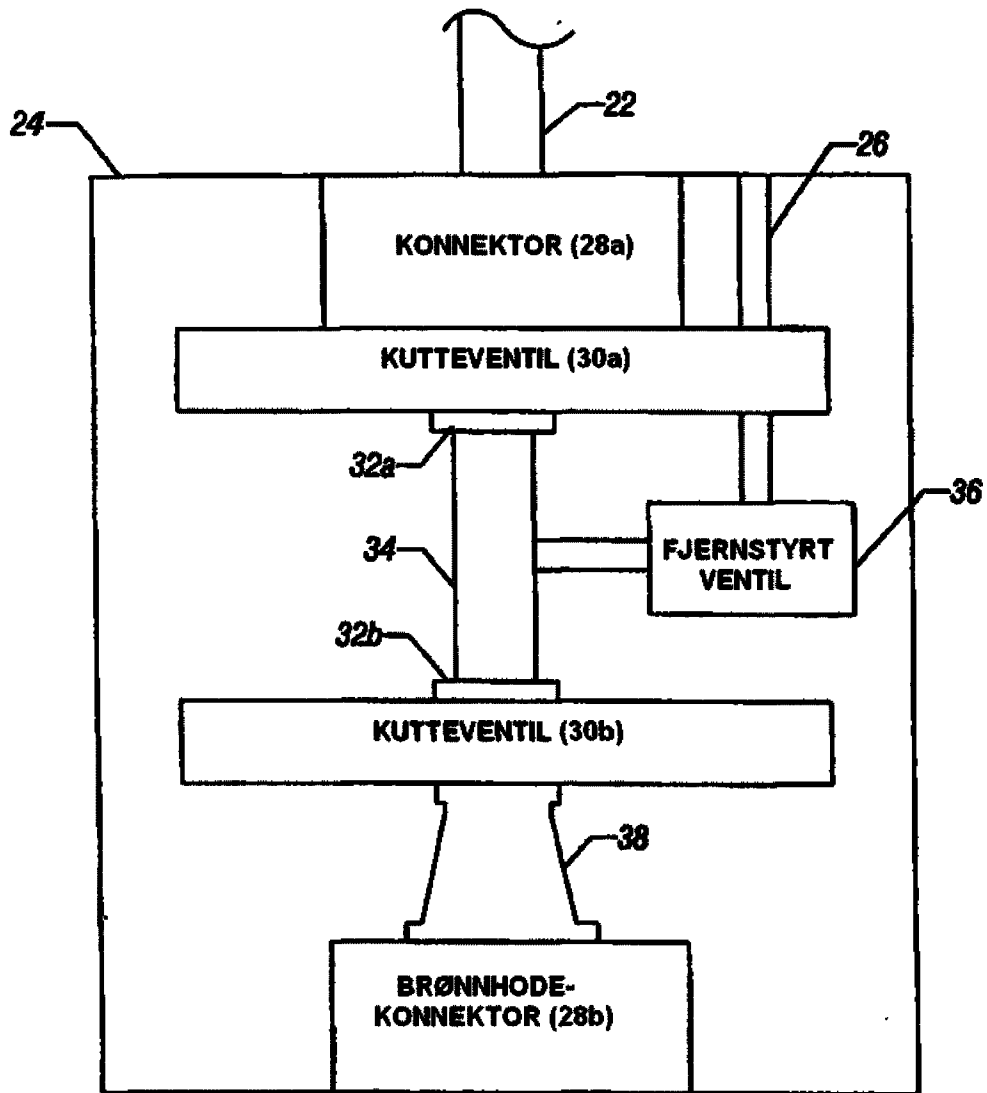 22
24
26
KONNEKTOR (28a)
KUTTEVENTIL (30a)
32a
36
FJERNSTYRT
VENTIL
34
32b
KUTTEVENTIL (30b)
38
BRØNNHODE-
KONNEKTOR (28b)